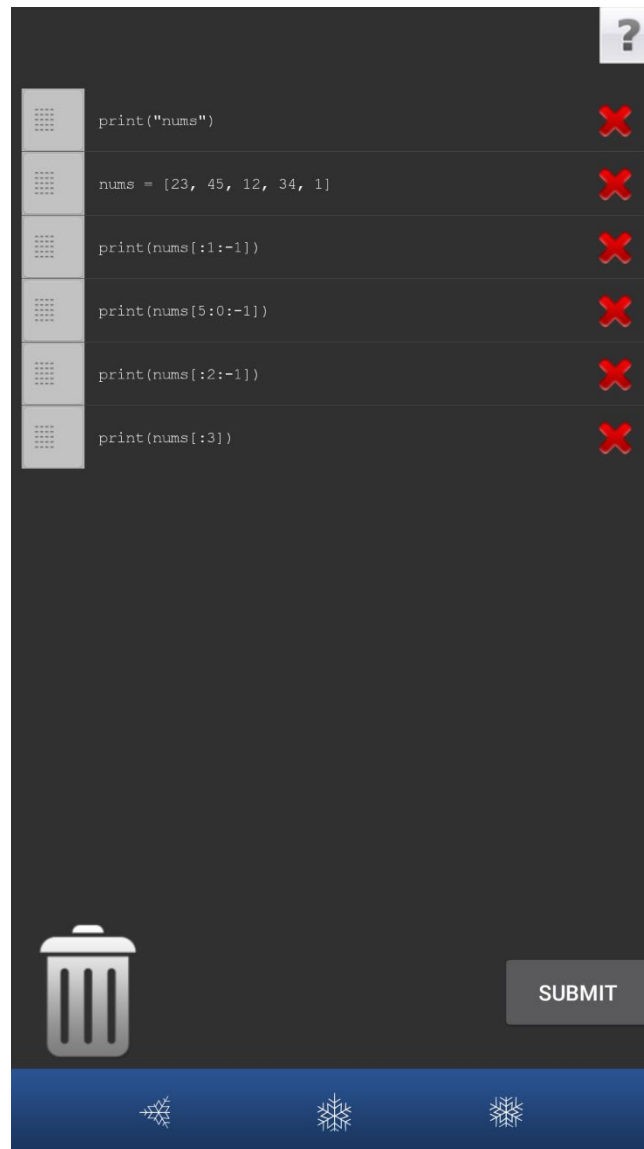 ?
print("nums")
nums = [23, 45, 12, 34, 1]
print(nums[:1:-1])
print(nums[5:0:-1])
print(nums[:2:-1])
print(nums[:3])
SUBMIT